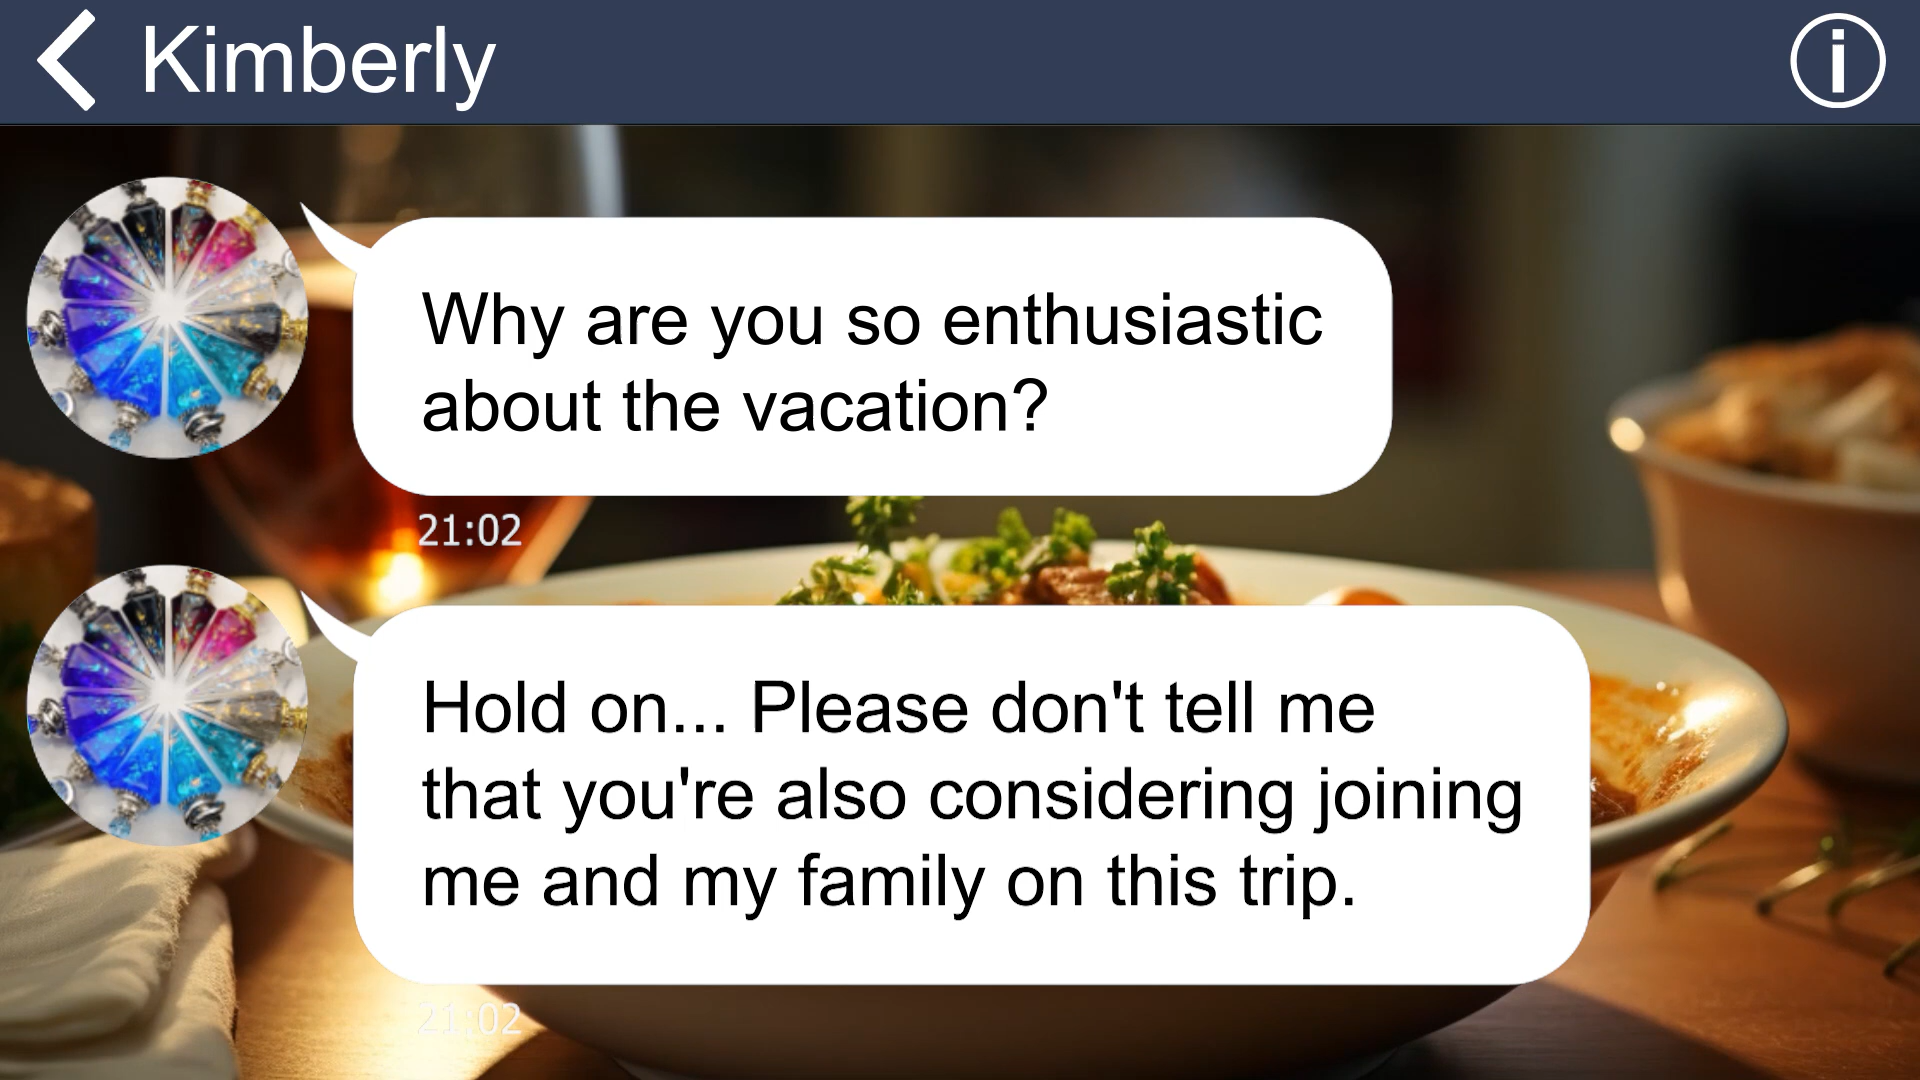 Kimberly
Why are you so enthusiastic
about the vacation?
21:02
Hold on... Please don't tell me
that you're also considering joining
me and my family on this trip.
21:02